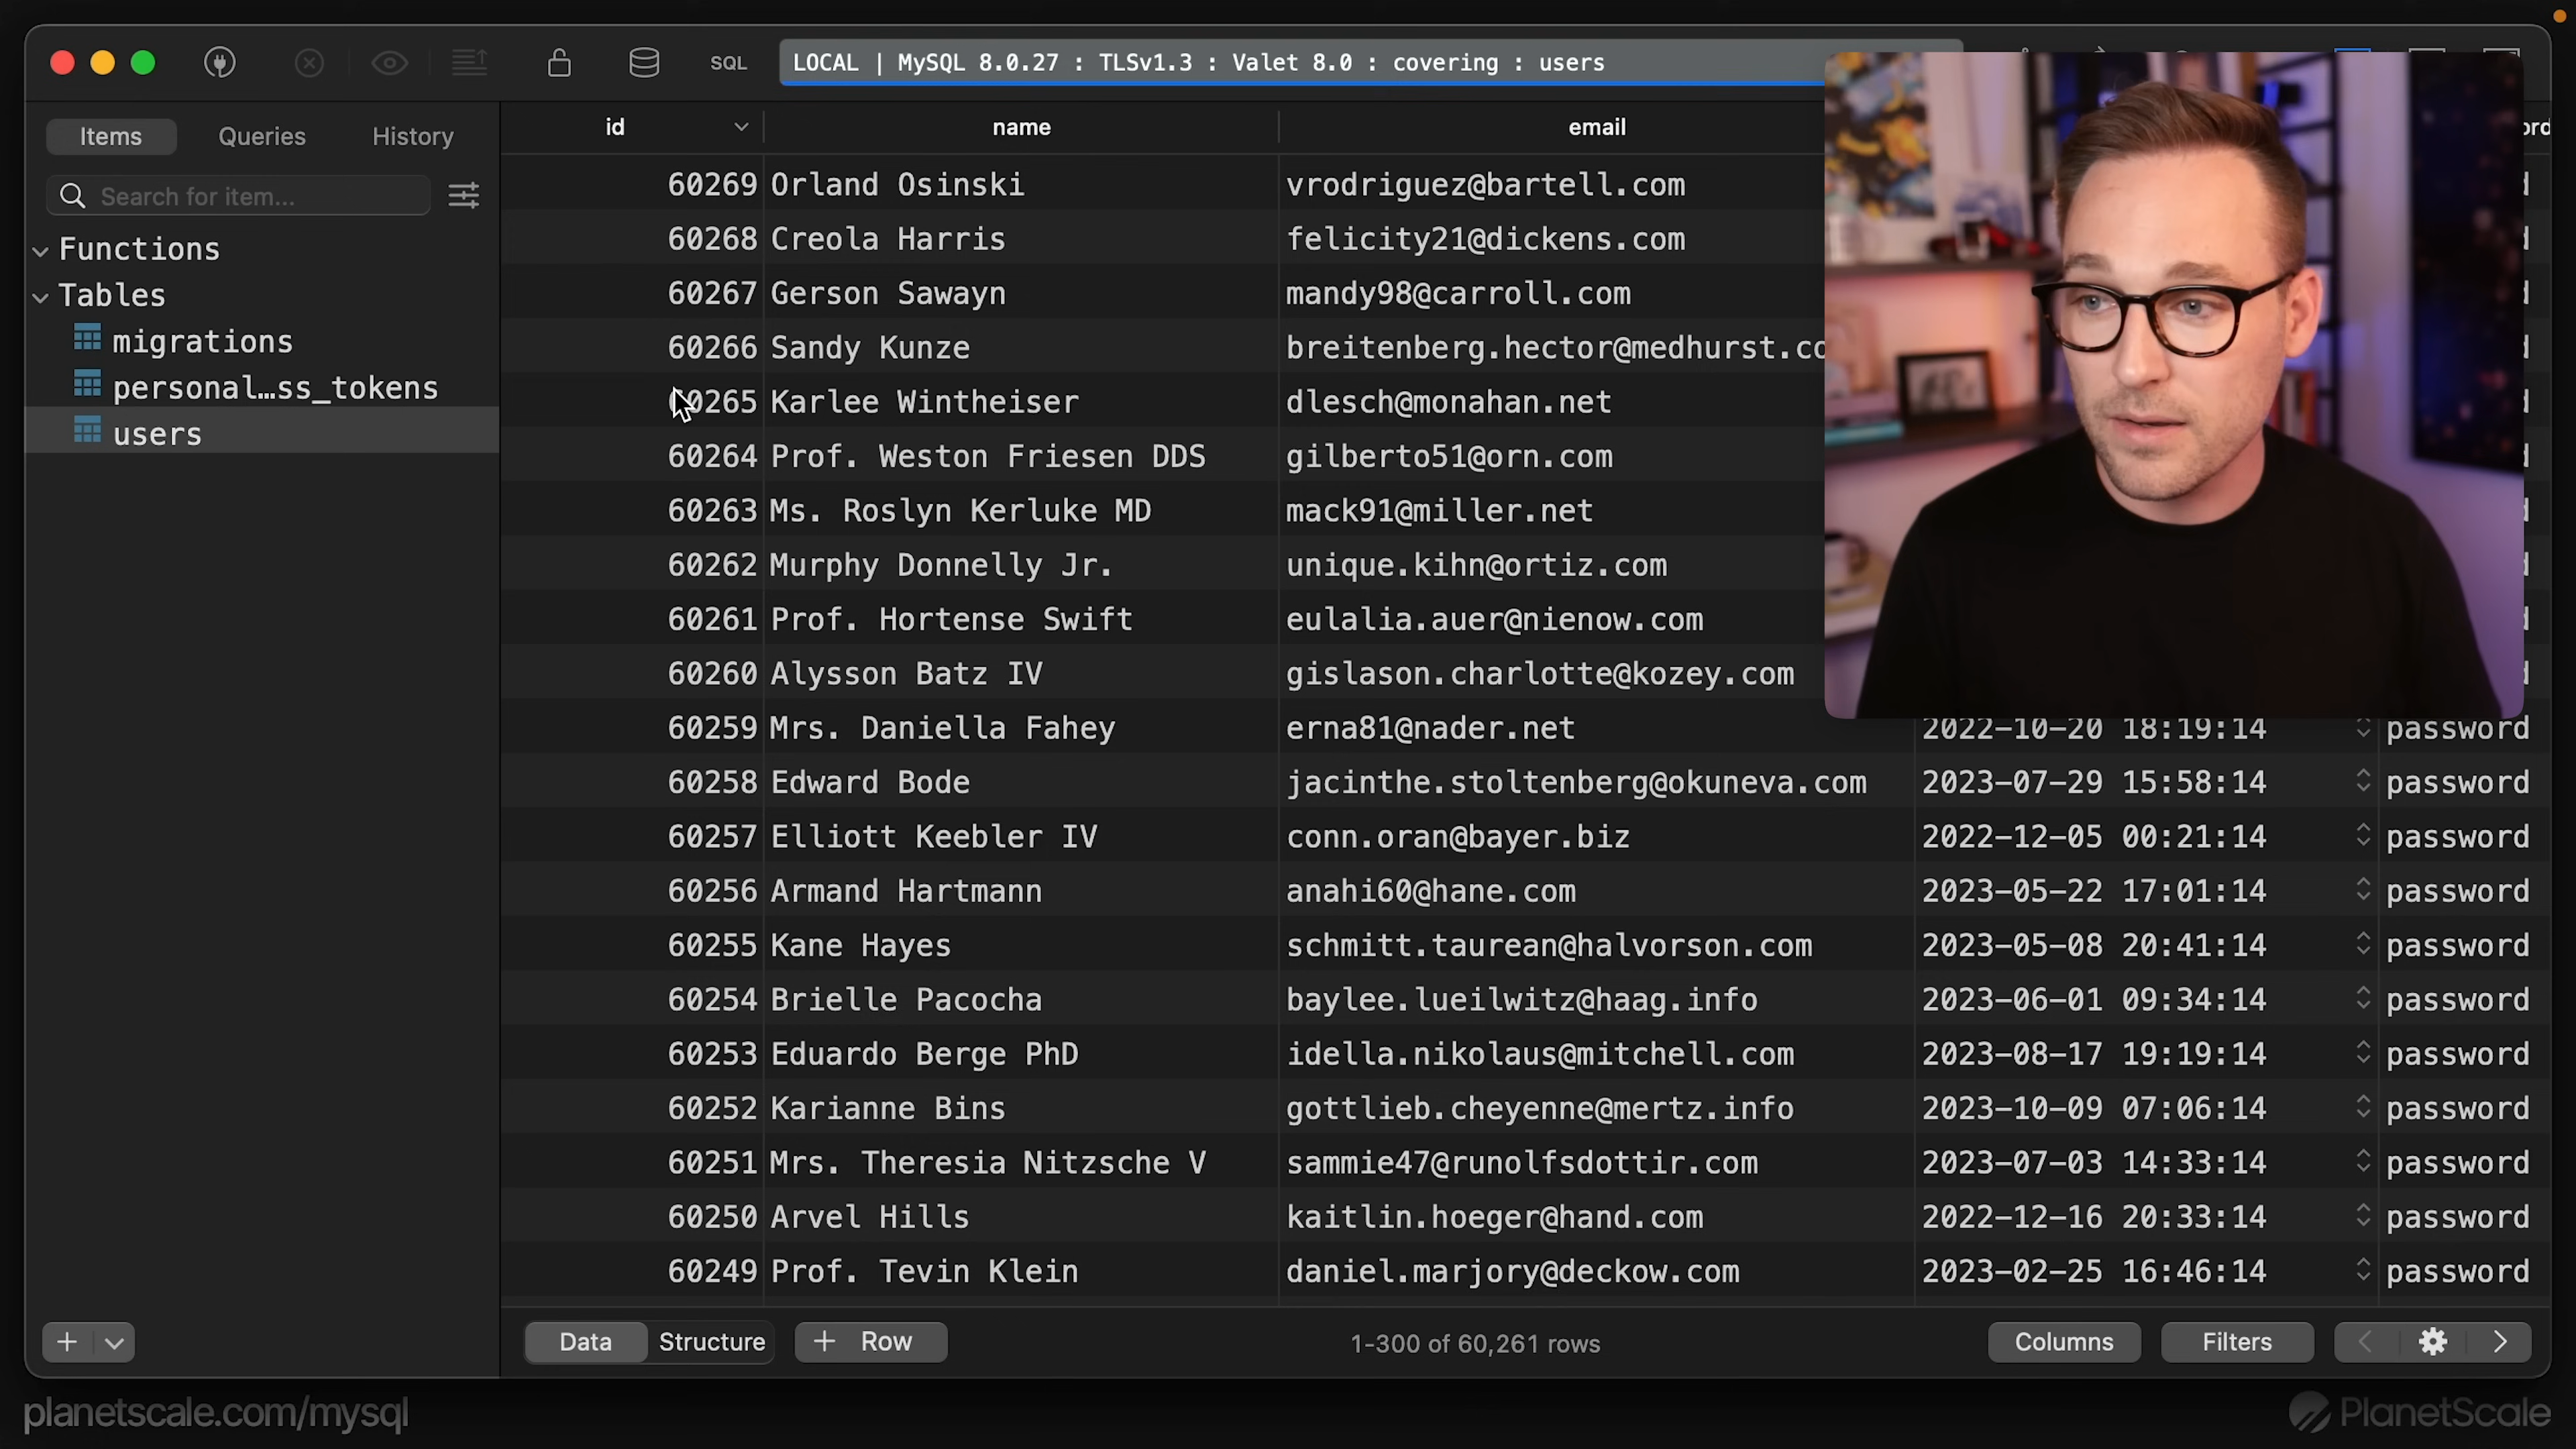 SQL
LOCAL | MySQL 8.0.27 : TLSv1.3 : Valet 8.0 : covering : users
Items Queries History
Search for item...
Functions
Tables
migrations
personal…ss_tokens
users
id name email
60269 Orland Osinski vrodriguez@bartell.com
60268 Creola Harris felicity21@dickens.com
60267 Gerson Sawayn mandy98@carroll.com
60266 Sandy Kunze
60265 Karlee Wintheiser dlesch@monahan.net
60264 Prof. Weston Friesen DDS gilberto51@orn.com
60263 Ms. Roslyn Kerluke MD mack91@miller.net
60262 Murphy Donnelly Jr. unique.kihn@ortiz.com
60261 Prof. Hortense Swift eulalia.auer@nienow.com
60260 Alysson Batz IV gislason.charlotte@kozey.com
60259 Mrs. Daniella Fahey erna81@nader.net 2022-10-20 18:19:14 password
60258 Edward Bode jacinthe.stoltenberg@okuneva.com 2023-07-29 15:58:14 password
60257 Elliott Keebler IV conn.oran@bayer.biz 2022-12-05 00:21:14 password
60256 Armand Hartmann anahi60@hane.com 2023-05-22 17:01:14 password
60255 Kane Hayes schmitt.taurean@halvorson.com 2023-05-08 20:41:14 password
60254 Brielle Pacocha baylee.lueilwitz@haag.info 2023-06-01 09:34:14 password
60253 Eduardo Berge PhD idella.nikolaus@mitchell.com 2023-08-17 19:19:14 password
60252 Karianne Bins gottlieb.cheyenne@mertz.info 2023-10-09 07:06:14 password
60251 Mrs. Theresia Nitzsche V sammie47@runolfsdottir.com 2023-07-03 14:33:14 password
60250 Arvel Hills kaitlin.hoeger@hand.com 2022-12-16 20:33:14 password
60249 Prof. Tevin Klein daniel.marjory@deckow.com 2023-02-25 16:46:14 password
Data Structure + Row 1-300 of 60,261 rows Columns Filters
planetscale.com/mysql PlanetScale